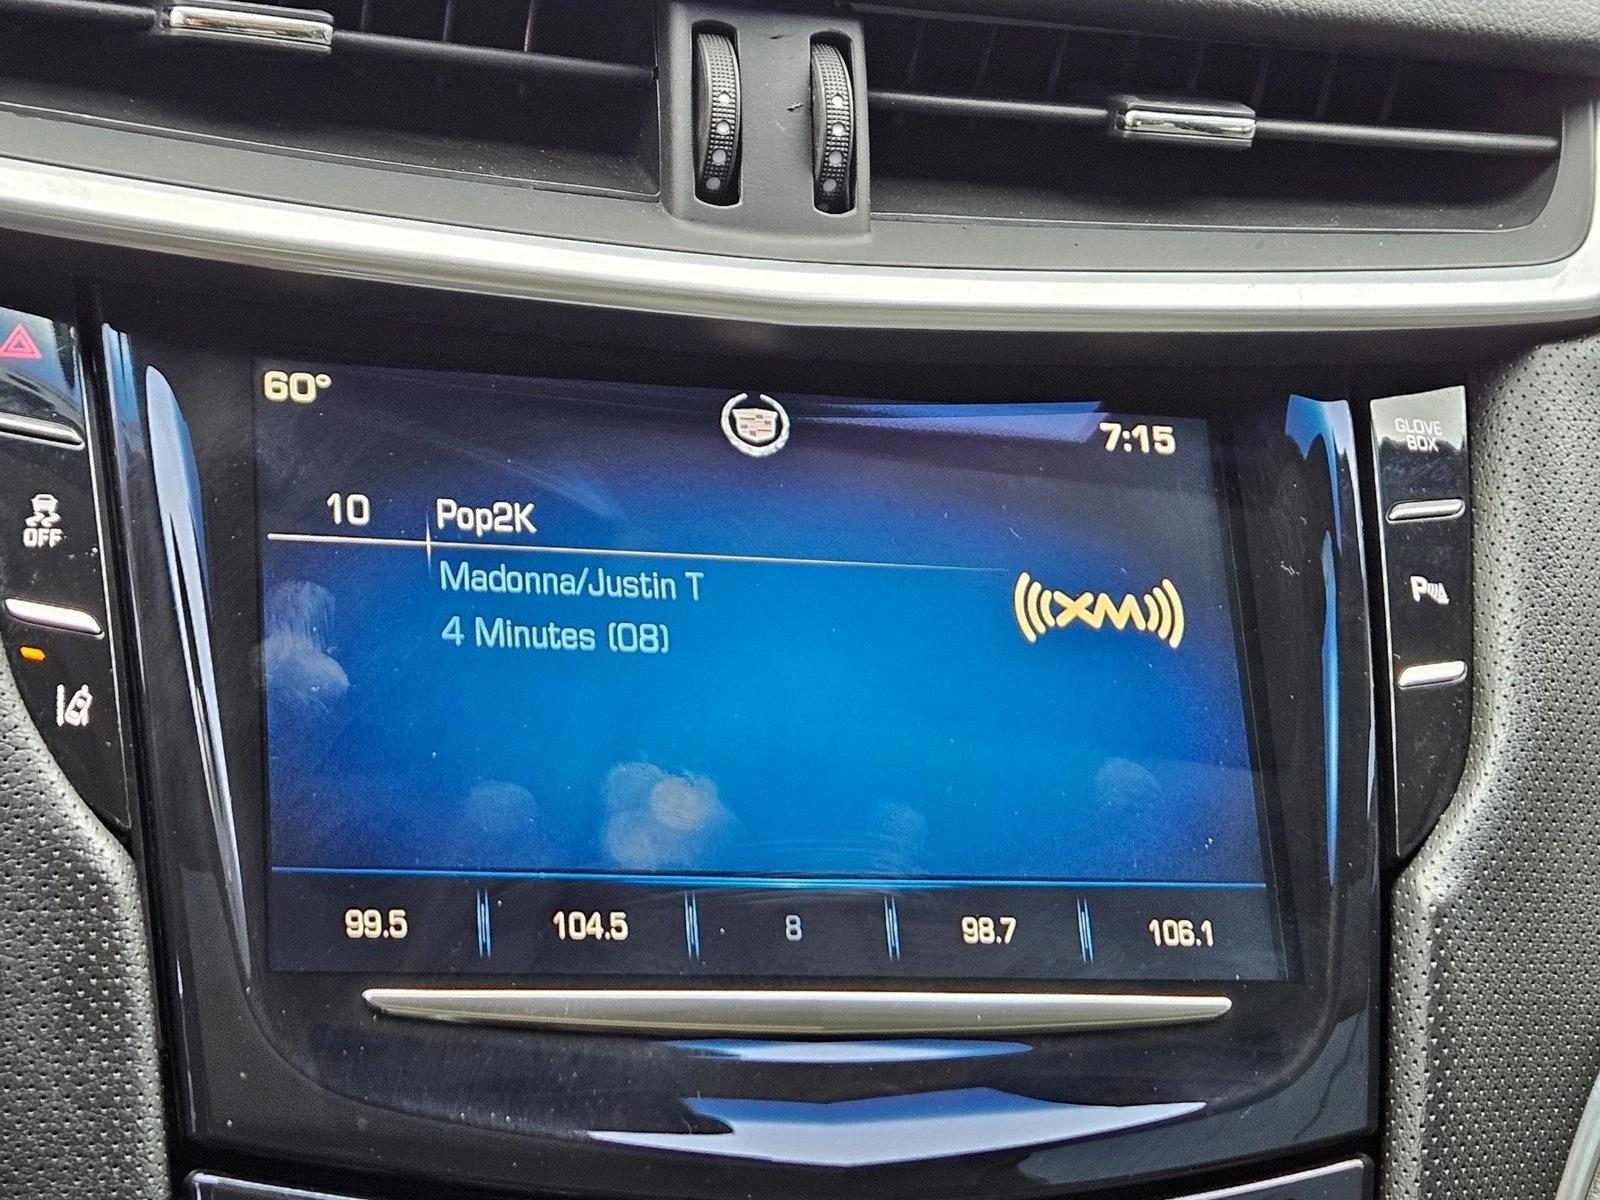 60°
7:15
GLOVE
BOX
10 Pop2K
OFF
Madonna/Justin T
4 Minutes (08)
XM
P
99.5 104.5 8 98.7 106.1